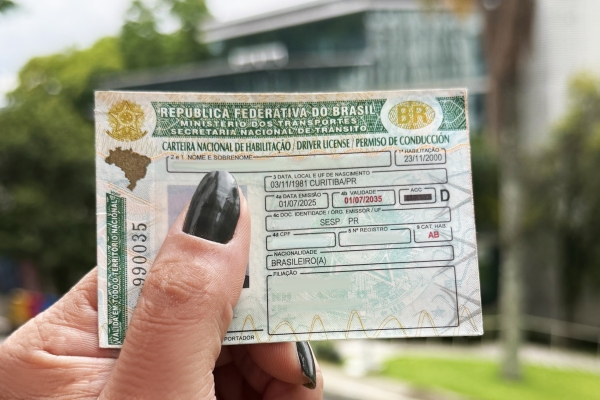 REPÚBLICA FEDERATIVA DO BRASIL
MINISTÉRIO DOS TRANSPORTES
SECRETARIA NACIONAL DE TRÂNSITO
BR
CARTEIRA NACIONAL DE HABILITAÇÃO / DRIVER LICENSE / PERMISO DE CONDUCCIÓN
2 e 1 NOME E SOBRENOME
1ª HABILITAÇÃO
23/11/2000
3 DATA, LOCAL E UF DE NASCIMENTO
03/11/1981 CURITIBA/PR
4a DATA EMISSÃO
01/07/2025
4b VALIDADE
01/07/2035
ACC
D
4c DOC. IDENTIDADE / ÓRG. EMISSOR / UF
SESP PR
4d CPF
5 Nº REGISTRO
9 CAT. HAB
AB
NACIONALIDADE
BRASILEIRO(A)
FILIAÇÃO
VÁLIDA EM TODO O TERRITÓRIO NACIONAL
990035
PORTADOR